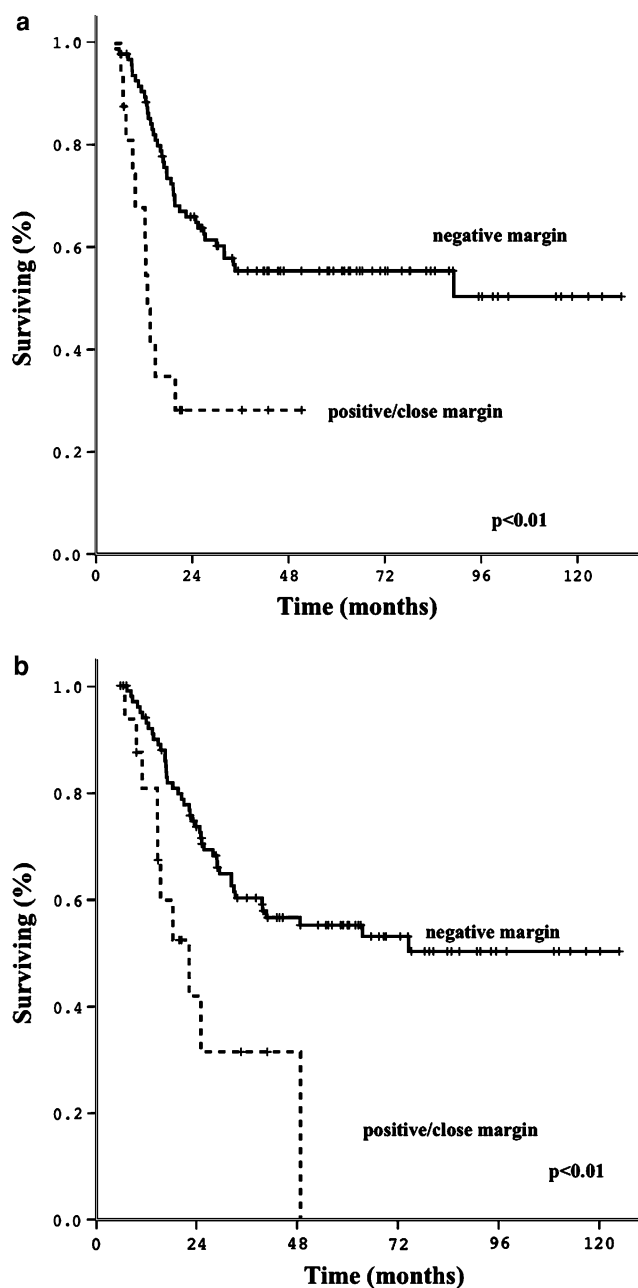 a
1.0
0.8
0.6
0.4
0.2
0.0
Surviving (%)
negative margin
positive/close margin
p<0.01
0 24 48 72 96 120
Time (months)
b
1.0
0.8
0.6
0.4
0.2
0.0
Surviving (%)
negative margin
positive/close margin
p<0.01
0 24 48 72 96 120
Time (months)